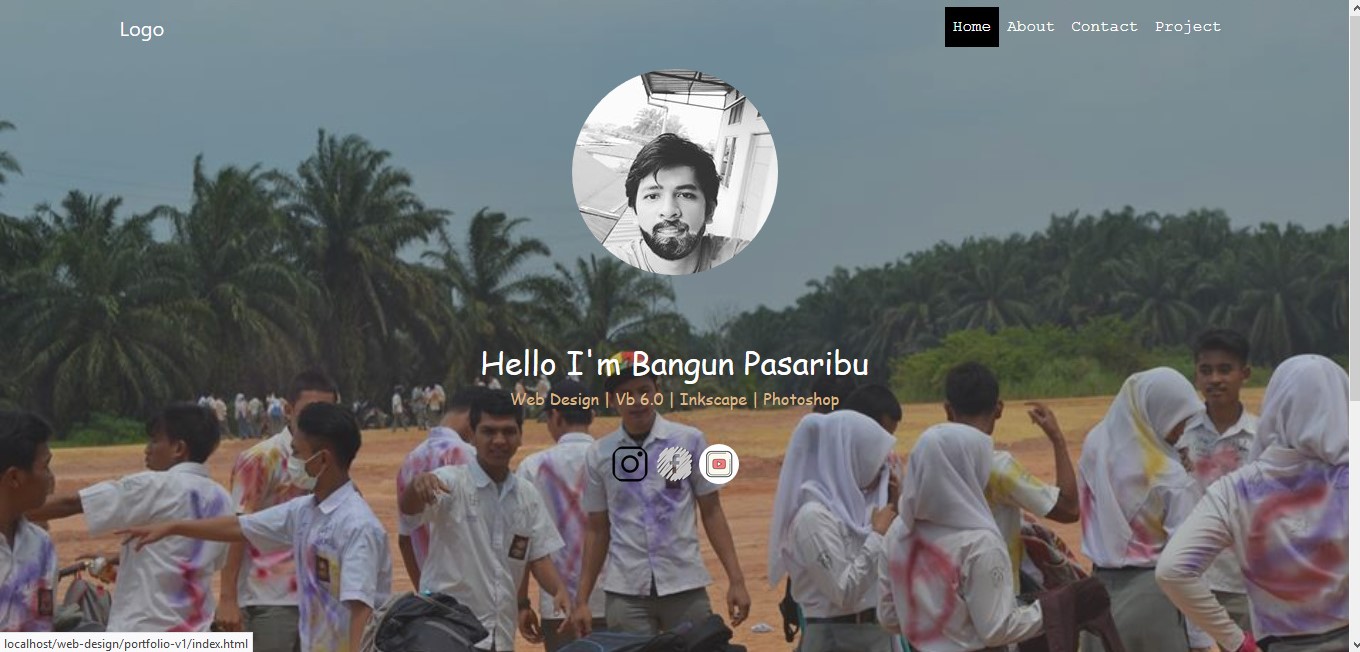 Logo
Home About Contact Project
Hello I'm Bangun Pasaribu
Web Design | Vb 6.0 | Inkscape | Photoshop
localhost/web-design/portfolio-v1/index.html